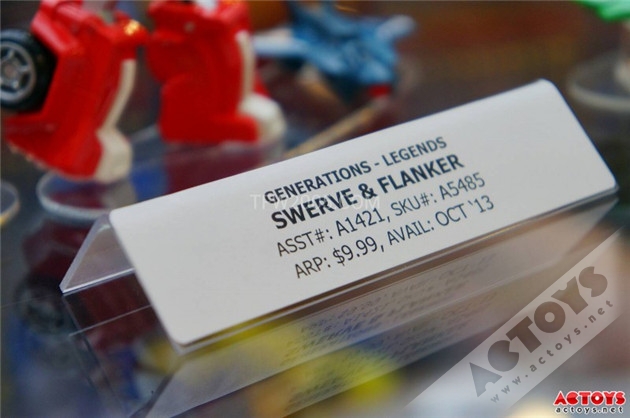 GENERATIONS - LEGENDS
SWERVE & FLANKER
ASST#: A1421, SKU#: A5485
ARP: $9.99, AVAIL: OCT '13
ACTOYS
www.actoys.net
ACTOYS
actoys.net